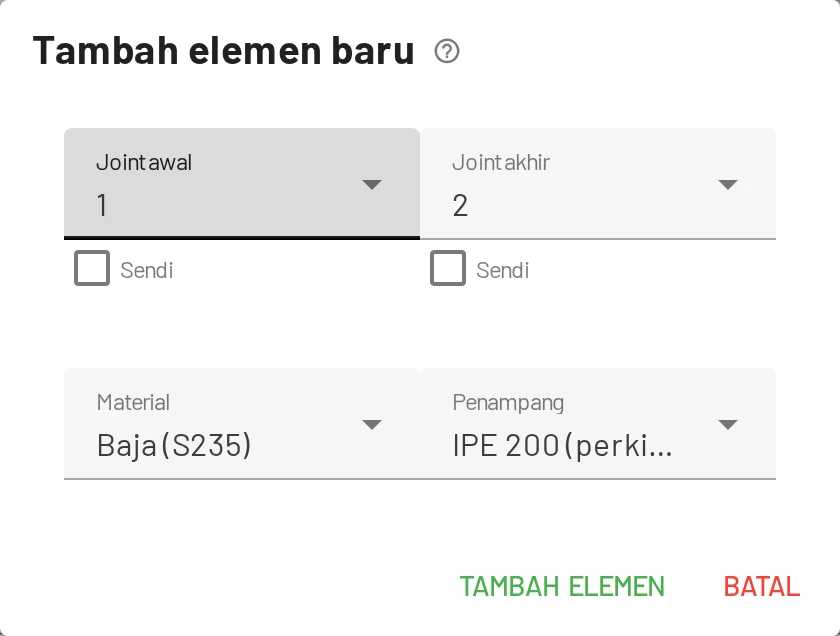 Tambah elemen baru ?
Joint awal
Joint akhir
1
2
Sendi
Sendi
Material
Penampang
Baja (S235)
IPE 200 (perki...
TAMBAH ELEMEN
BATAL